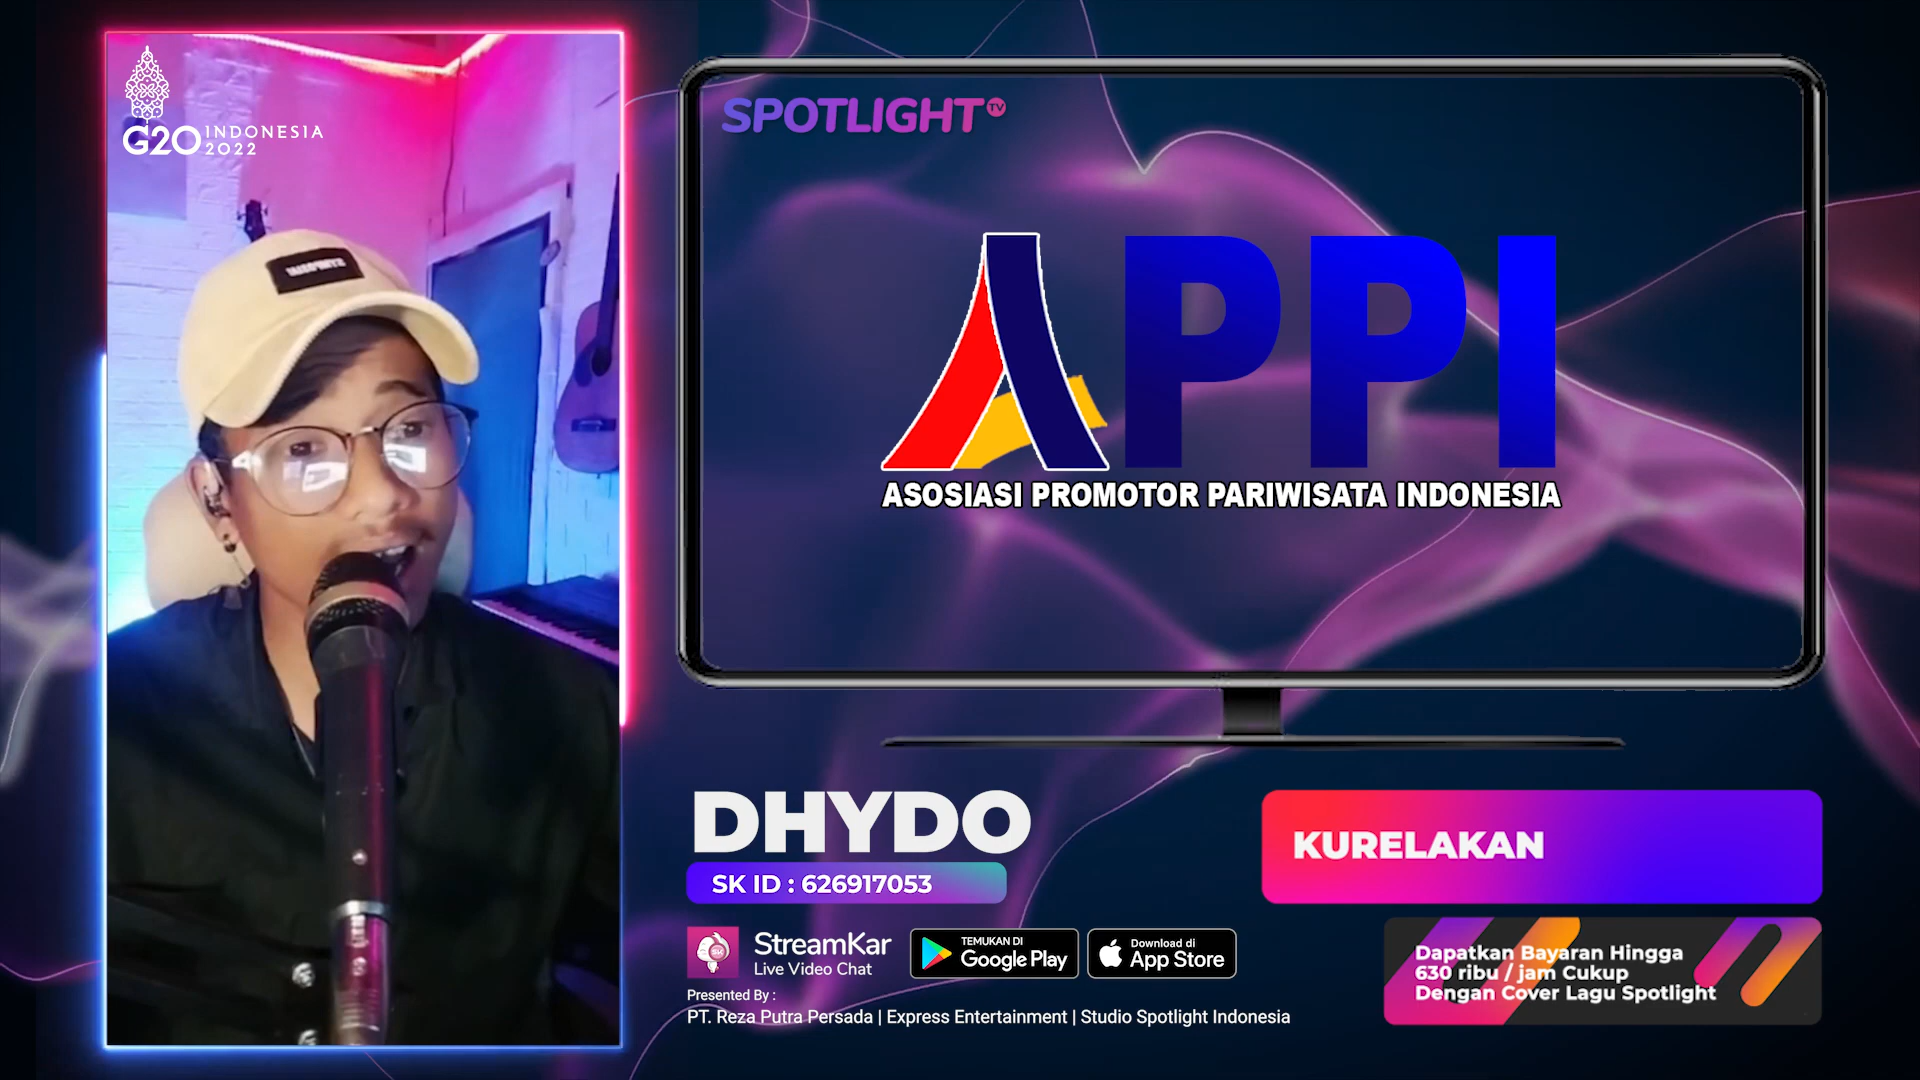 G20 INDONESIA
2022
SPOTLIGHT TV
APPI
ASOSIASI PROMOTOR PARIWISATA INDONESIA
DHYDO
SK ID : 626917053
KURELAKAN
StreamKar
Live Video Chat
TEMUKAN DI
Google Play
Download di
App Store
Presented By :
PT. Reza Putra Persada | Express Entertainment | Studio Spotlight Indonesia
Dapatkan Bayaran Hingga
630 ribu / jam Cukup
Dengan Cover Lagu Spotlight